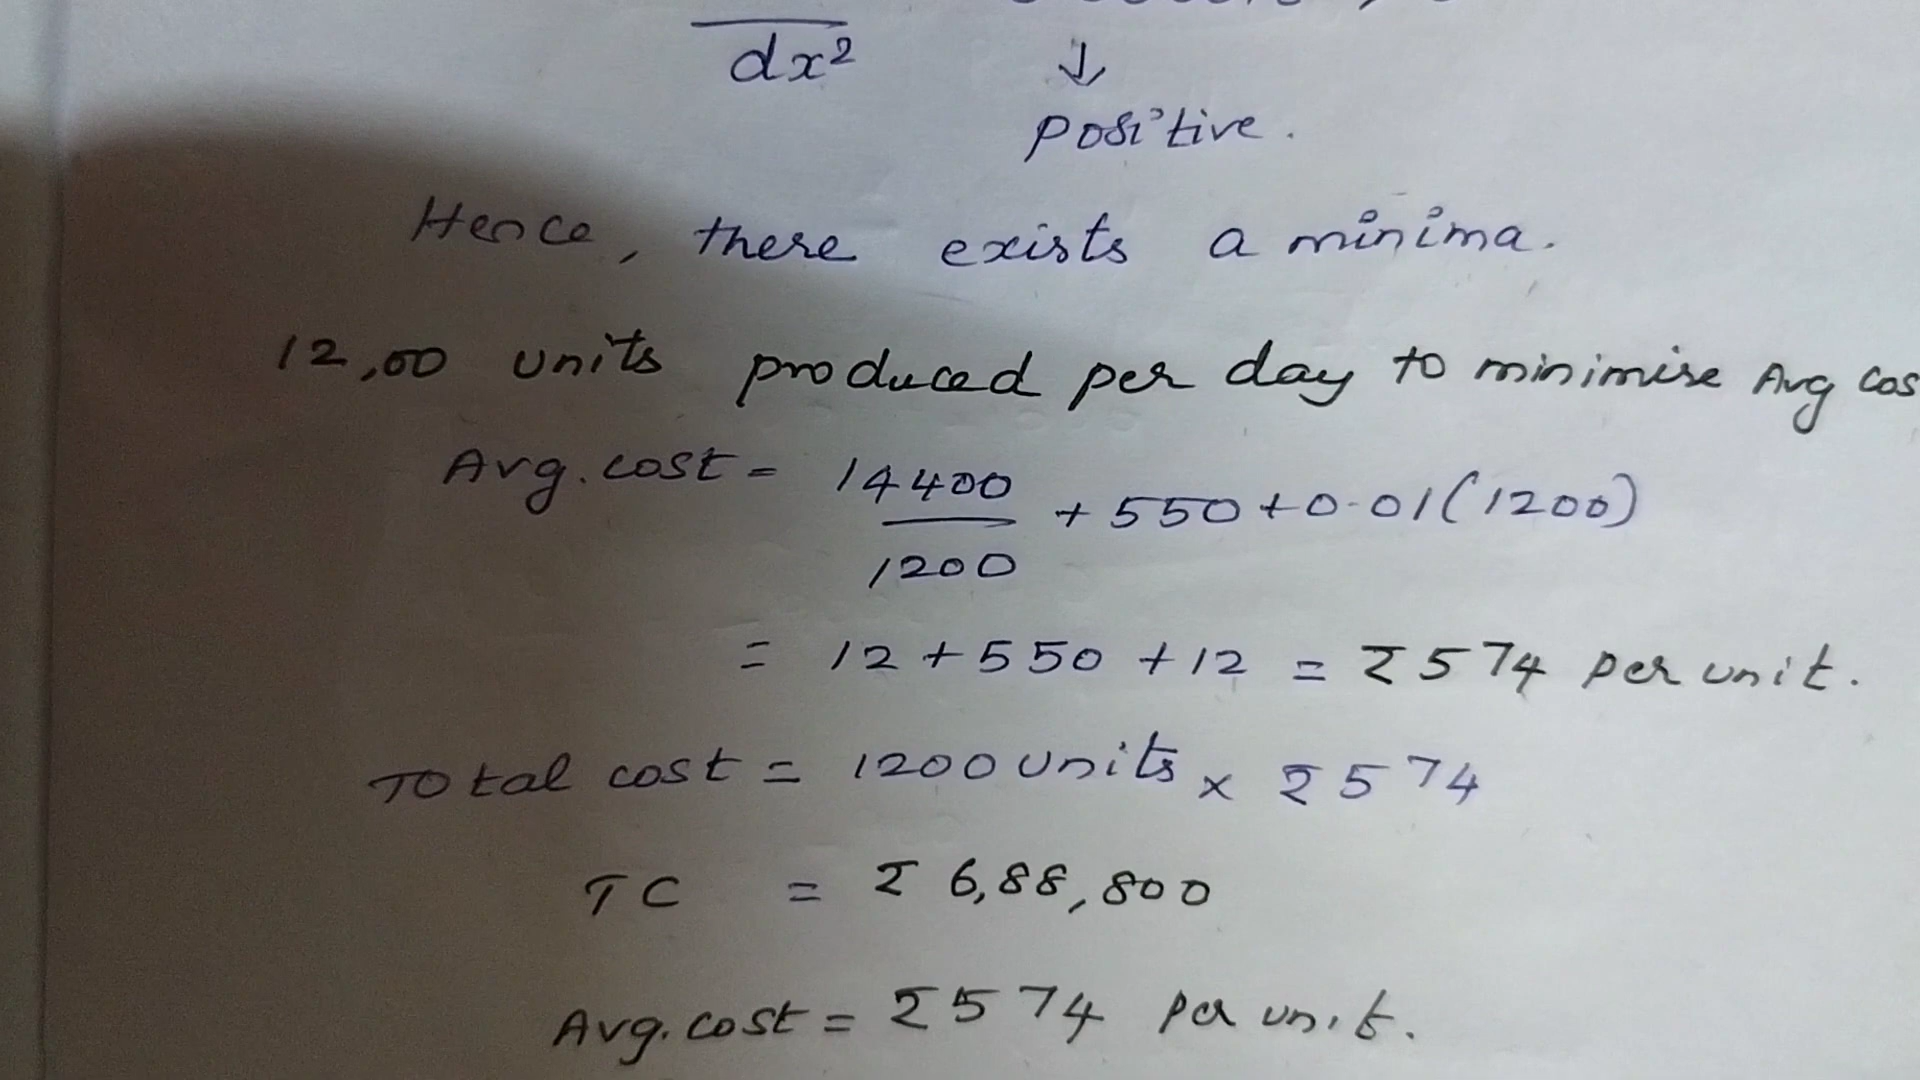 dx²
↓
positive.
Hence, there exists a minima.
12,00 units produced per day to minimise Avg Cos
Avg. cost = 14400/1200 + 550 + 0.01(1200)
= 12 + 550 + 12 = ₹574 per unit.
Total cost = 1200 units × ₹574
TC = ₹ 6,88,800
Avg. cost = ₹574 per unit.